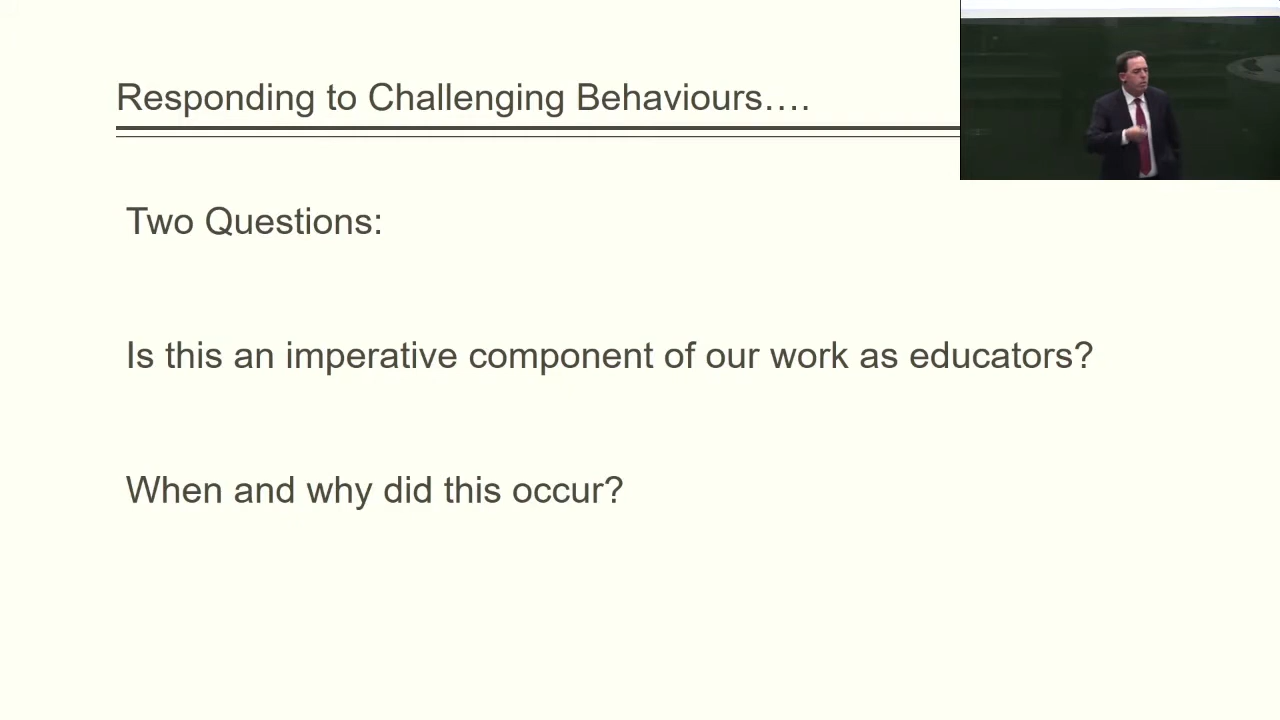 Responding to Challenging Behaviours....
Two Questions:
Is this an imperative component of our work as educators?
When and why did this occur?